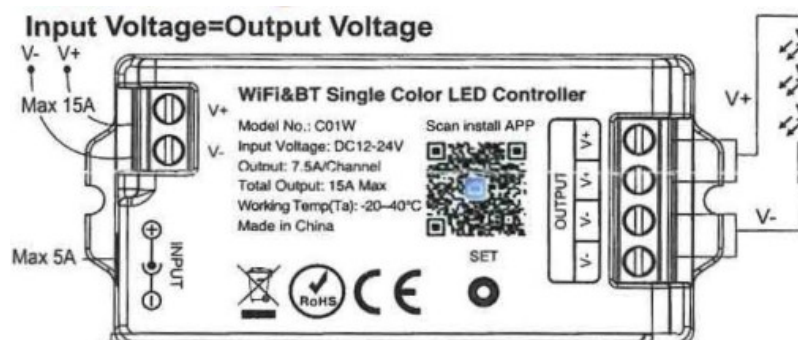 Input Voltage=Output Voltage
V- V+
Max 15A
V+
V-
WiFi&BT Single Color LED Controller
Model No.: C01W
Input Voltage: DC12-24V
Output: 7.5A/Channel
Total Output: 15A Max
Working Temp(Ta): -20~40°C
Made in China
Scan install APP
SET
Max 5A
INPUT
RoHS
CE
OUTPUT
V+
V+
V-
V-
V+
V-